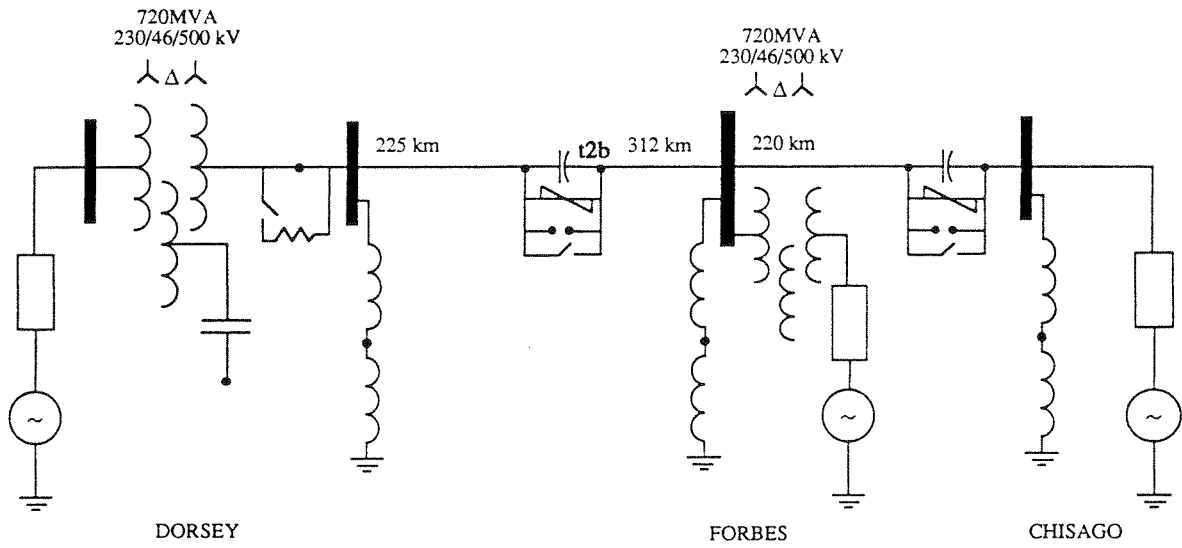 720MVA
230/46/500 kV
Δ
720MVA
230/46/500 kV
Δ
225 km
t2b
312 km
220 km
~
~
~
DORSEY
FORBES
CHISAGO